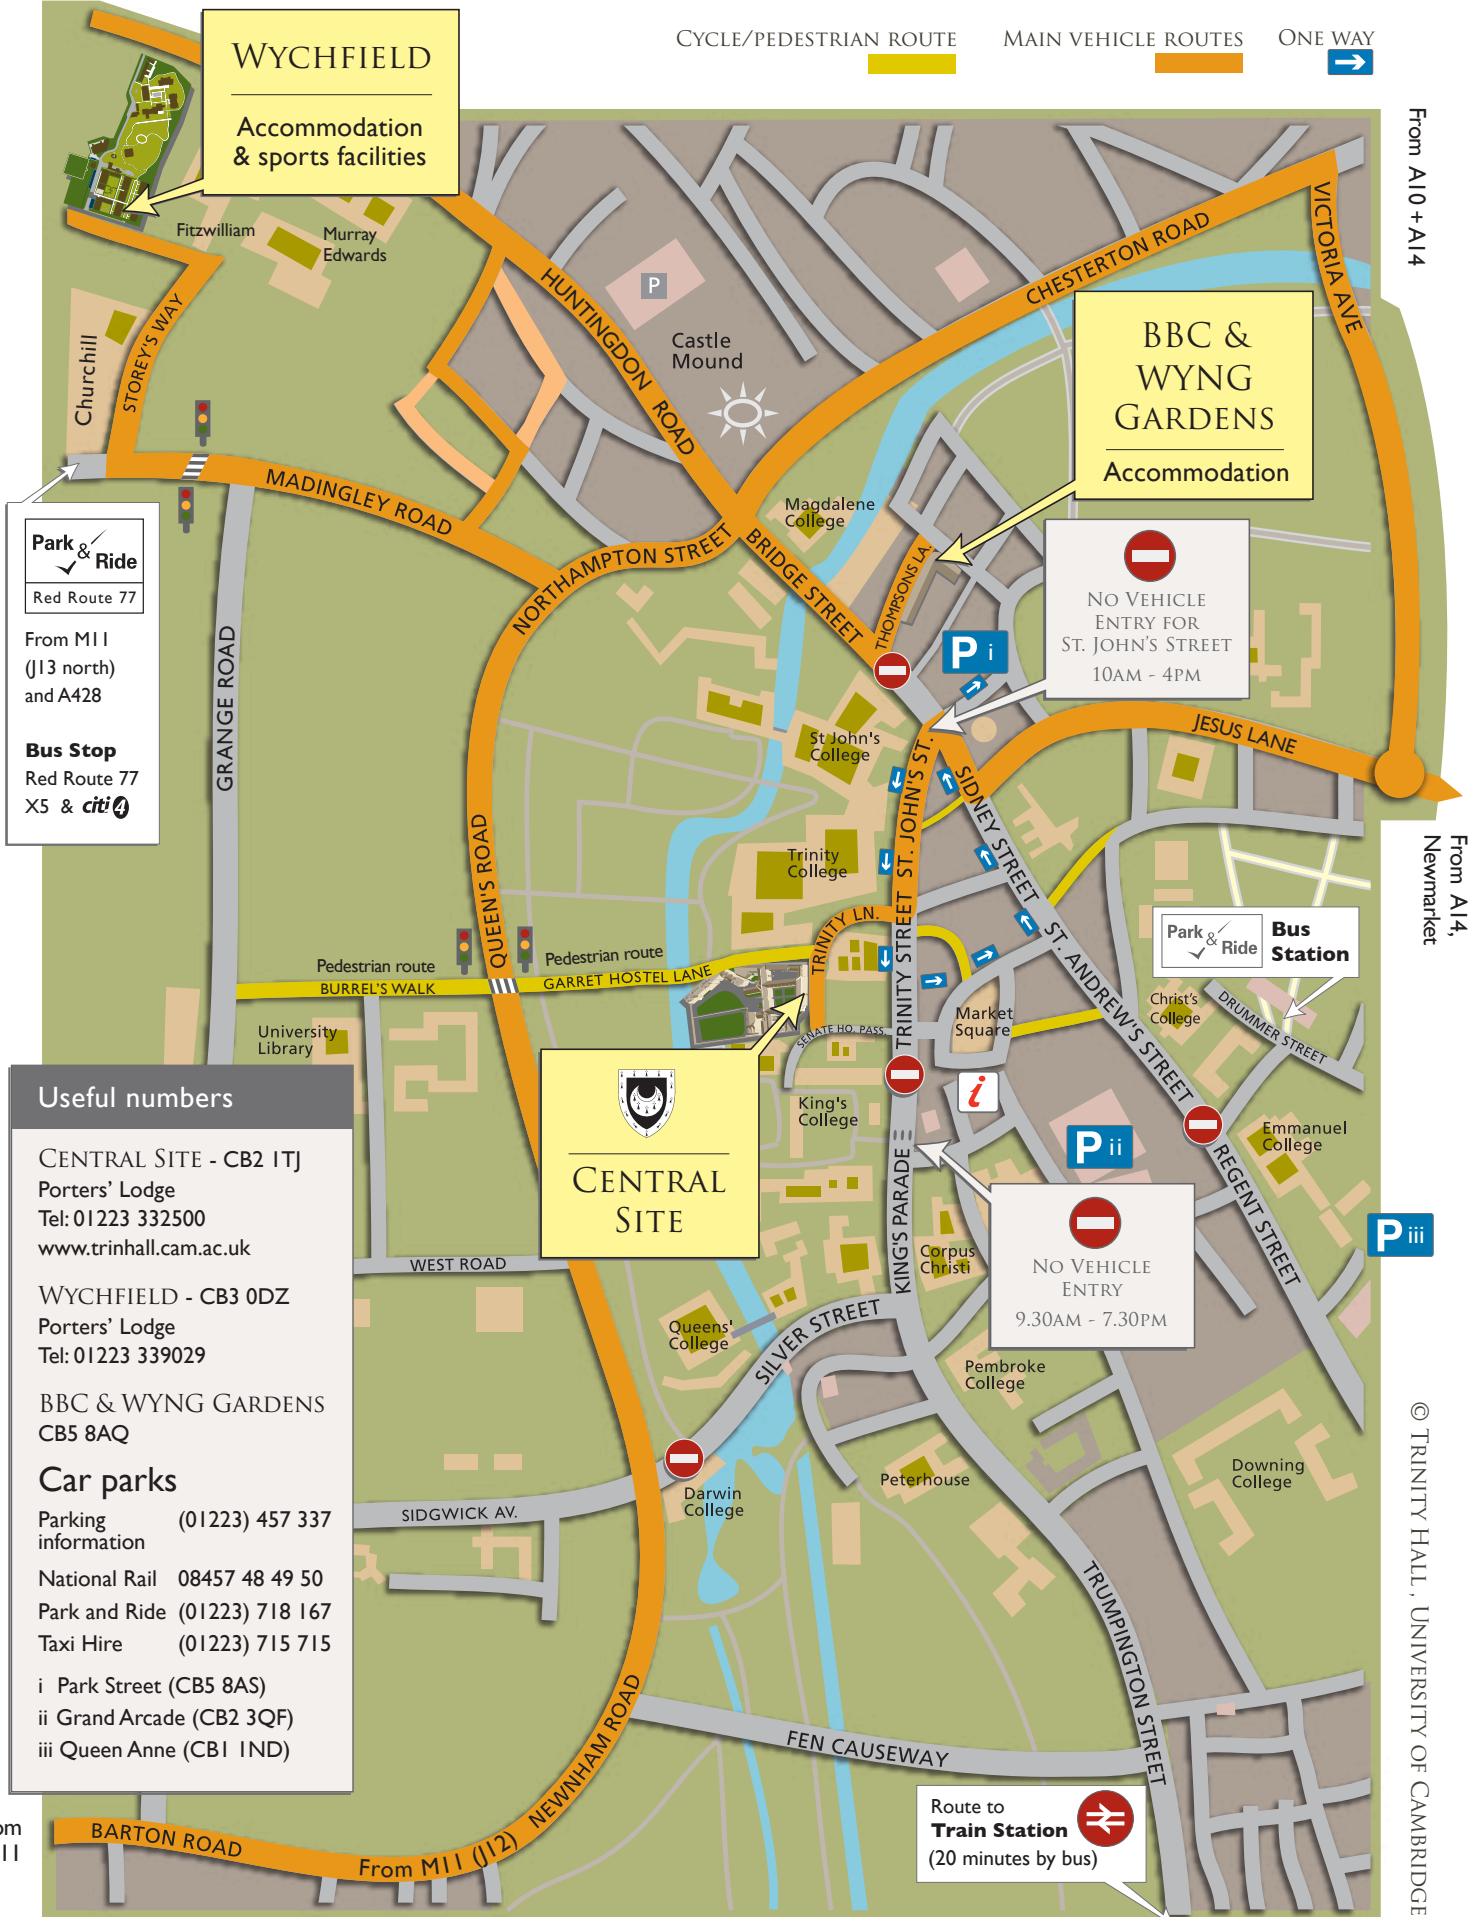 WYCHFIELD
Accommodation
& sports facilities
CYCLE/PEDESTRIAN ROUTE
MAIN VEHICLE ROUTES
ONE WAY
From A10 + A14
VICTORIA AVE
CHESTERTON ROAD
Fitzwilliam
Murray
Edwards
P
HUNTINGDON ROAD
Castle
Mound
BBC &
WYNG
GARDENS
Accommodation
Churchill
STOREY'S WAY
MADINGLEY ROAD
Magdalene
College
NORTHAMPTON STREET
BRIDGE STREET
THOMPSONS LA.
Park & Ride
Red Route 77
From M11
(J13 north)
and A428
Bus Stop
Red Route 77
X5 & citi 4
GRANGE ROAD
NO VEHICLE
ENTRY FOR
ST. JOHN'S STREET
10AM - 4PM
P i
JESUS LANE
St John's
College
ST. JOHN'S ST.
SIDNEY STREET
ST. JOHN'S
QUEEN'S ROAD
Trinity
College
TRINITY LN.
TRINITY STREET
From A14,
Newmarket
Park & Ride
Bus
Station
Pedestrian route
BURREL'S WALK
Pedestrian route
GARRET HOSTEL LANE
ST. ANDREW'S STREET
Christ's
College
DRUMMER STREET
Market
Square
University
Library
TRINITY STREET
SENATE HO. PASS.
i
King's
College
P ii
Emmanuel
College
REGENT STREET
CENTRAL
SITE
KING'S PARADE
NO VEHICLE
ENTRY
9.30AM - 7.30PM
P iii
Corpus
Christi
WEST ROAD
Queens'
College
SILVER STREET
Pembroke
College
Useful numbers
CENTRAL SITE - CB2 1TJ
Porters' Lodge
Tel: 01223 332500
www.trinhall.cam.ac.uk
WYCHFIELD - CB3 0DZ
Porters' Lodge
Tel: 01223 339029
BBC & WYNG GARDENS
CB5 8AQ
Car parks
Parking information (01223) 457 337
National Rail 08457 48 49 50
Park and Ride (01223) 718 167
Taxi Hire (01223) 715 715
i Park Street (CB5 8AS)
ii Grand Arcade (CB2 3QF)
iii Queen Anne (CB1 1ND)
Darwin
College
SIDGWICK AV.
Peterhouse
Downing
College
TRUMPINGTON STREET
FEN CAUSEWAY
NEWNHAM ROAD
From M11 (J12)
BARTON ROAD
Route to
Train Station
(20 minutes by bus)
© TRINITY HALL, UNIVERSITY OF CAMBRIDGE